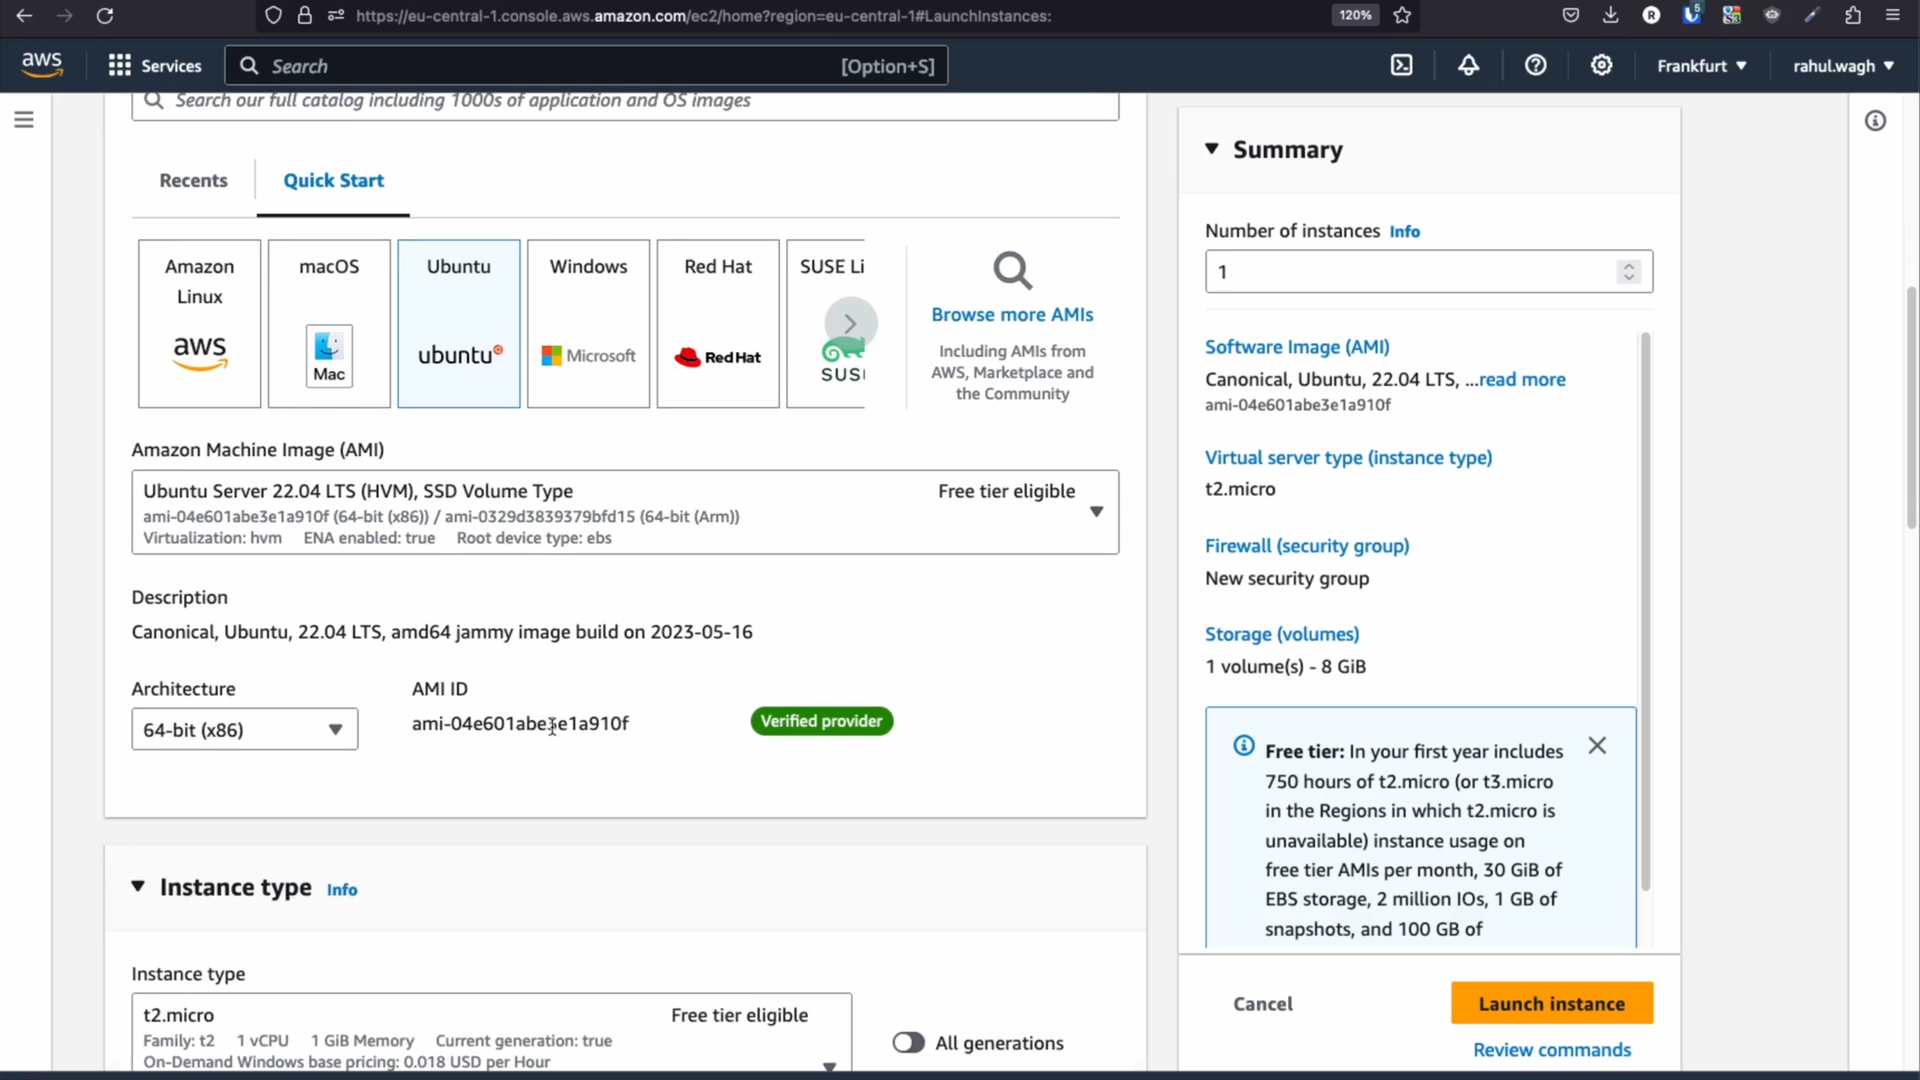 https://eu-central-1.console.aws.amazon.com/ec2/home?region=eu-central-1#LaunchInstances:
120%
R
5
aws
Services
Search
[Option+S]
Frankfurt
rahul.wagh
Search our full catalog including 1000s of application and OS images
Recents
Quick Start
Amazon
Linux
aws
macOS
Mac
Ubuntu
ubuntu
Windows
Microsoft
Red Hat
Red Hat
SUSE Li
SUS
Browse more AMIs
Including AMIs from
AWS, Marketplace and
the Community
Amazon Machine Image (AMI)
Ubuntu Server 22.04 LTS (HVM), SSD Volume Type
Free tier eligible
ami-04e601abe3e1a910f (64-bit (x86)) / ami-0329d3839379bfd15 (64-bit (Arm))
Virtualization: hvm ENA enabled: true Root device type: ebs
Description
Canonical, Ubuntu, 22.04 LTS, amd64 jammy image build on 2023-05-16
Architecture
64-bit (x86)
AMI ID
ami-04e601abe3e1a910f
Verified provider
Instance type Info
Instance type
t2.micro
Free tier eligible
Family: t2 1 vCPU 1 GiB Memory Current generation: true
On-Demand Windows base pricing: 0.018 USD per Hour
All generations
Summary
Number of instances Info
1
Software Image (AMI)
Canonical, Ubuntu, 22.04 LTS, ...read more
ami-04e601abe3e1a910f
Virtual server type (instance type)
t2.micro
Firewall (security group)
New security group
Storage (volumes)
1 volume(s) - 8 GiB
Free tier: In your first year includes
750 hours of t2.micro (or t3.micro
in the Regions in which t2.micro is
unavailable) instance usage on
free tier AMIs per month, 30 GiB of
EBS storage, 2 million IOs, 1 GB of
snapshots, and 100 GB of
Cancel
Launch instance
Review commands